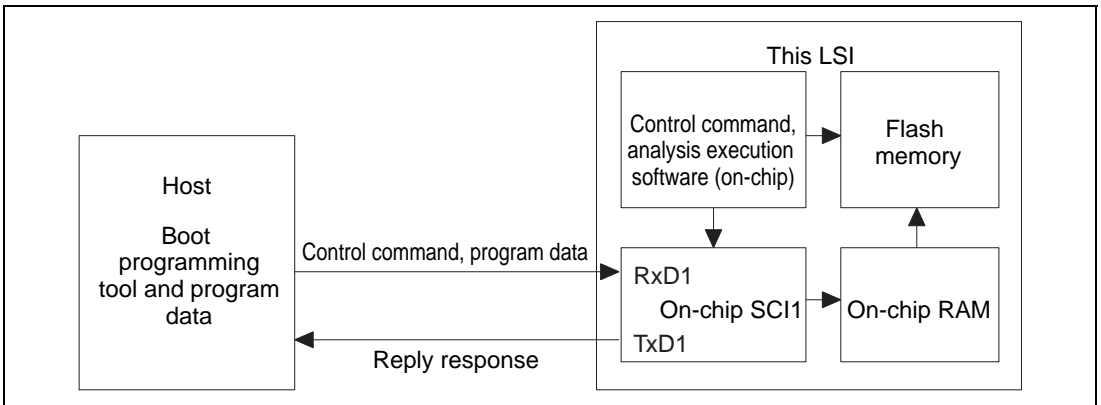 This LSI
Control command,
analysis execution
software (on-chip)
Flash
memory
Host
Boot
programming
tool and program
data
Control command, program data
RxD1
On-chip SCI1
TxD1
On-chip RAM
Reply response